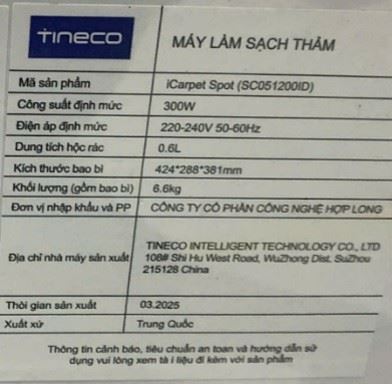 TINECO
MÁY LÀM SẠCH THẢM
Mã sản phẩm iCarpet Spot (SC051200ID)
Công suất định mức 300W
Điện áp định mức 220-240V 50-60Hz
Dung tích hộc rác 0.6L
Kích thước bao bì 424*288*381mm
Khối lượng (gồm bao bì) 6.6kg
Đơn vị nhập khẩu và PP CÔNG TY CỔ PHẦN CÔNG NGHỆ HỢP LONG
Địa chỉ nhà máy sản xuất TINECO INTELLIGENT TECHNOLOGY CO., LTD
108# Shi Hu West Road, WuZhong Dist. SuZhou
215128 China
Thời gian sản xuất 03.2025
Xuất xứ Trung Quốc
Thông tin cảnh báo, tiêu chuẩn an toàn và hướng dẫn sử
dụng vui lòng xem tà i liệu đi kèm với sản phẩm